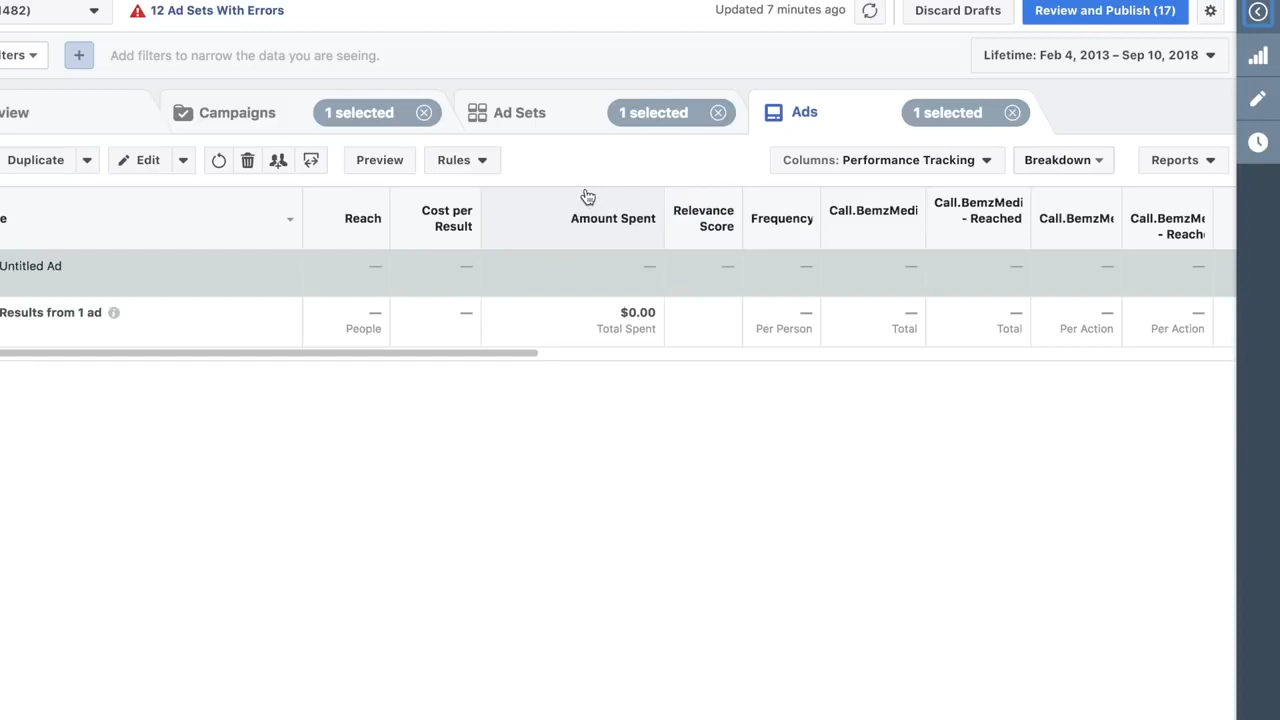 1482)
12 Ad Sets With Errors
Updated 7 minutes ago
Discard Drafts
Review and Publish (17)
lters
+
Add filters to narrow the data you are seeing.
Lifetime: Feb 4, 2013 – Sep 10, 2018
view
Campaigns
1 selected
Ad Sets
1 selected
Ads
1 selected
Duplicate
Edit
Preview
Rules
Columns: Performance Tracking
Breakdown
Reports
e
Reach
Cost per
Result
Amount Spent
Relevance
Score
Frequency
Call.BemzMedi
Call.BemzMedi
- Reached
Call.BemzMe
Call.BemzMe
- Reach
Untitled Ad
— — — — — — — — —
Results from 1 ad
—
People
—
$0.00
Total Spent
—
Per Person
—
Total
—
Total
—
Per Action
—
Per Action